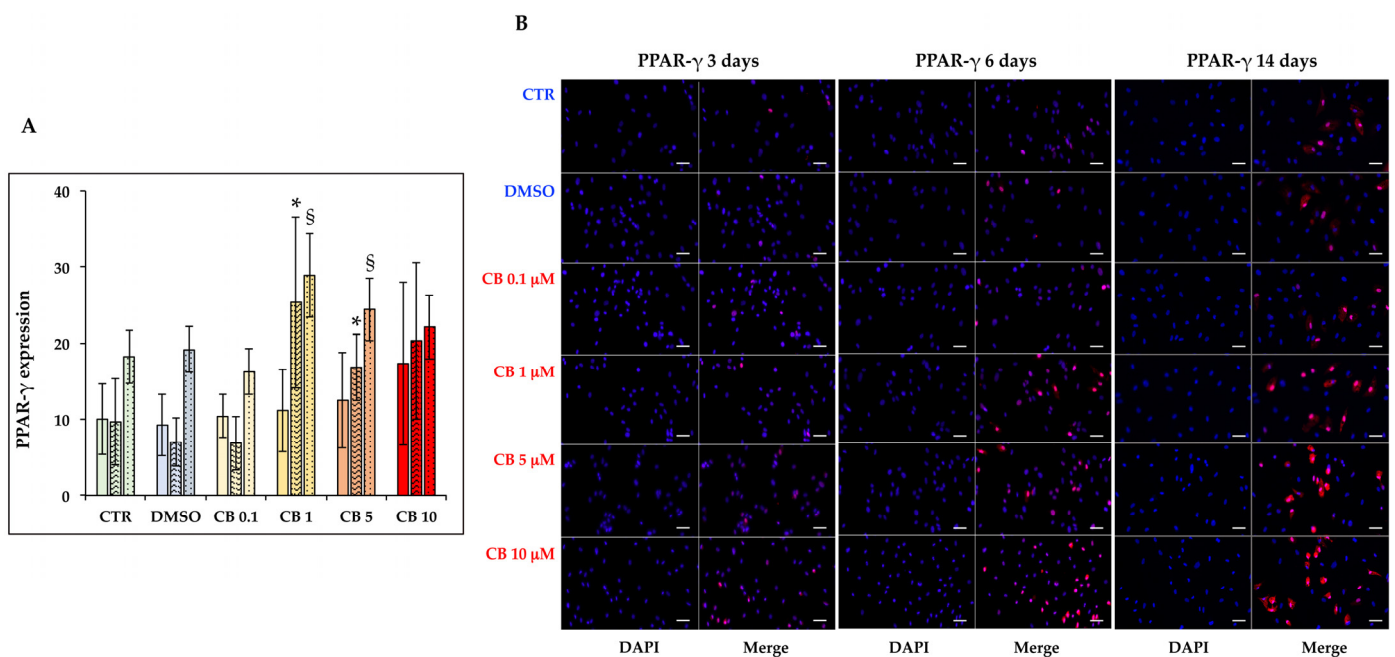 A
40
30
20
10
0
PPAR-γ expression
*
§
*
§
CTR DMSO CB 0.1 CB 1 CB 5 CB 10
B
PPAR-γ 3 days PPAR-γ 6 days PPAR-γ 14 days
CTR
DMSO
CB 0.1 μM
CB 1 μM
CB 5 μM
CB 10 μM
DAPI Merge DAPI Merge DAPI Merge